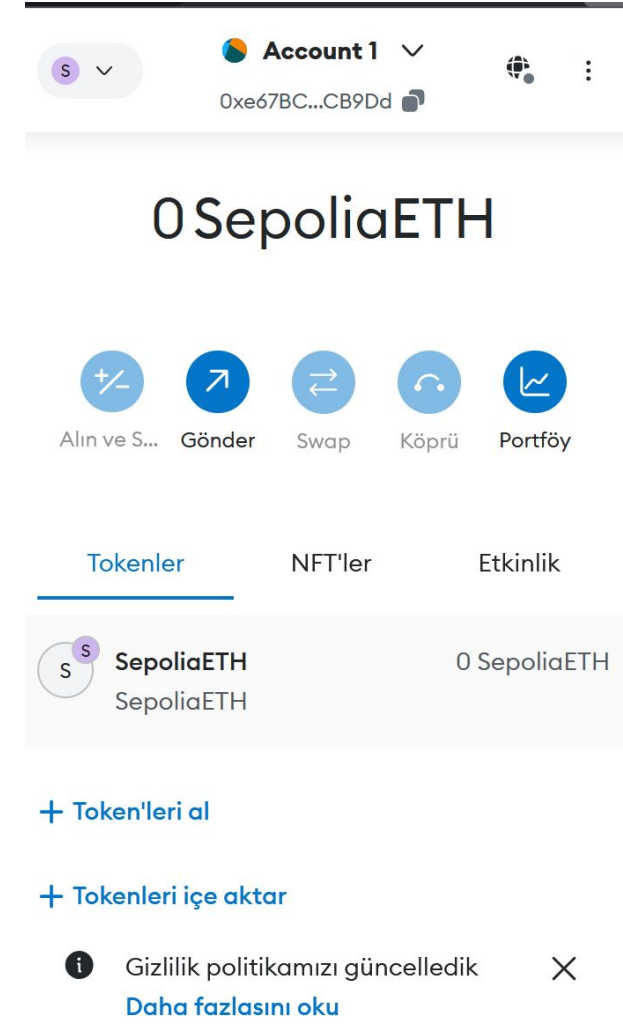 S
Account 1
0xe67BC...CB9Dd
0 SepoliaETH
Alın ve S... Gönder Swap Köprü Portföy
Tokenler NFT'ler Etkinlik
S
S
SepoliaETH 0 SepoliaETH
SepoliaETH
+ Token'leri al
+ Tokenleri içe aktar
Gizlilik politikamızı güncelledik
Daha fazlasını oku